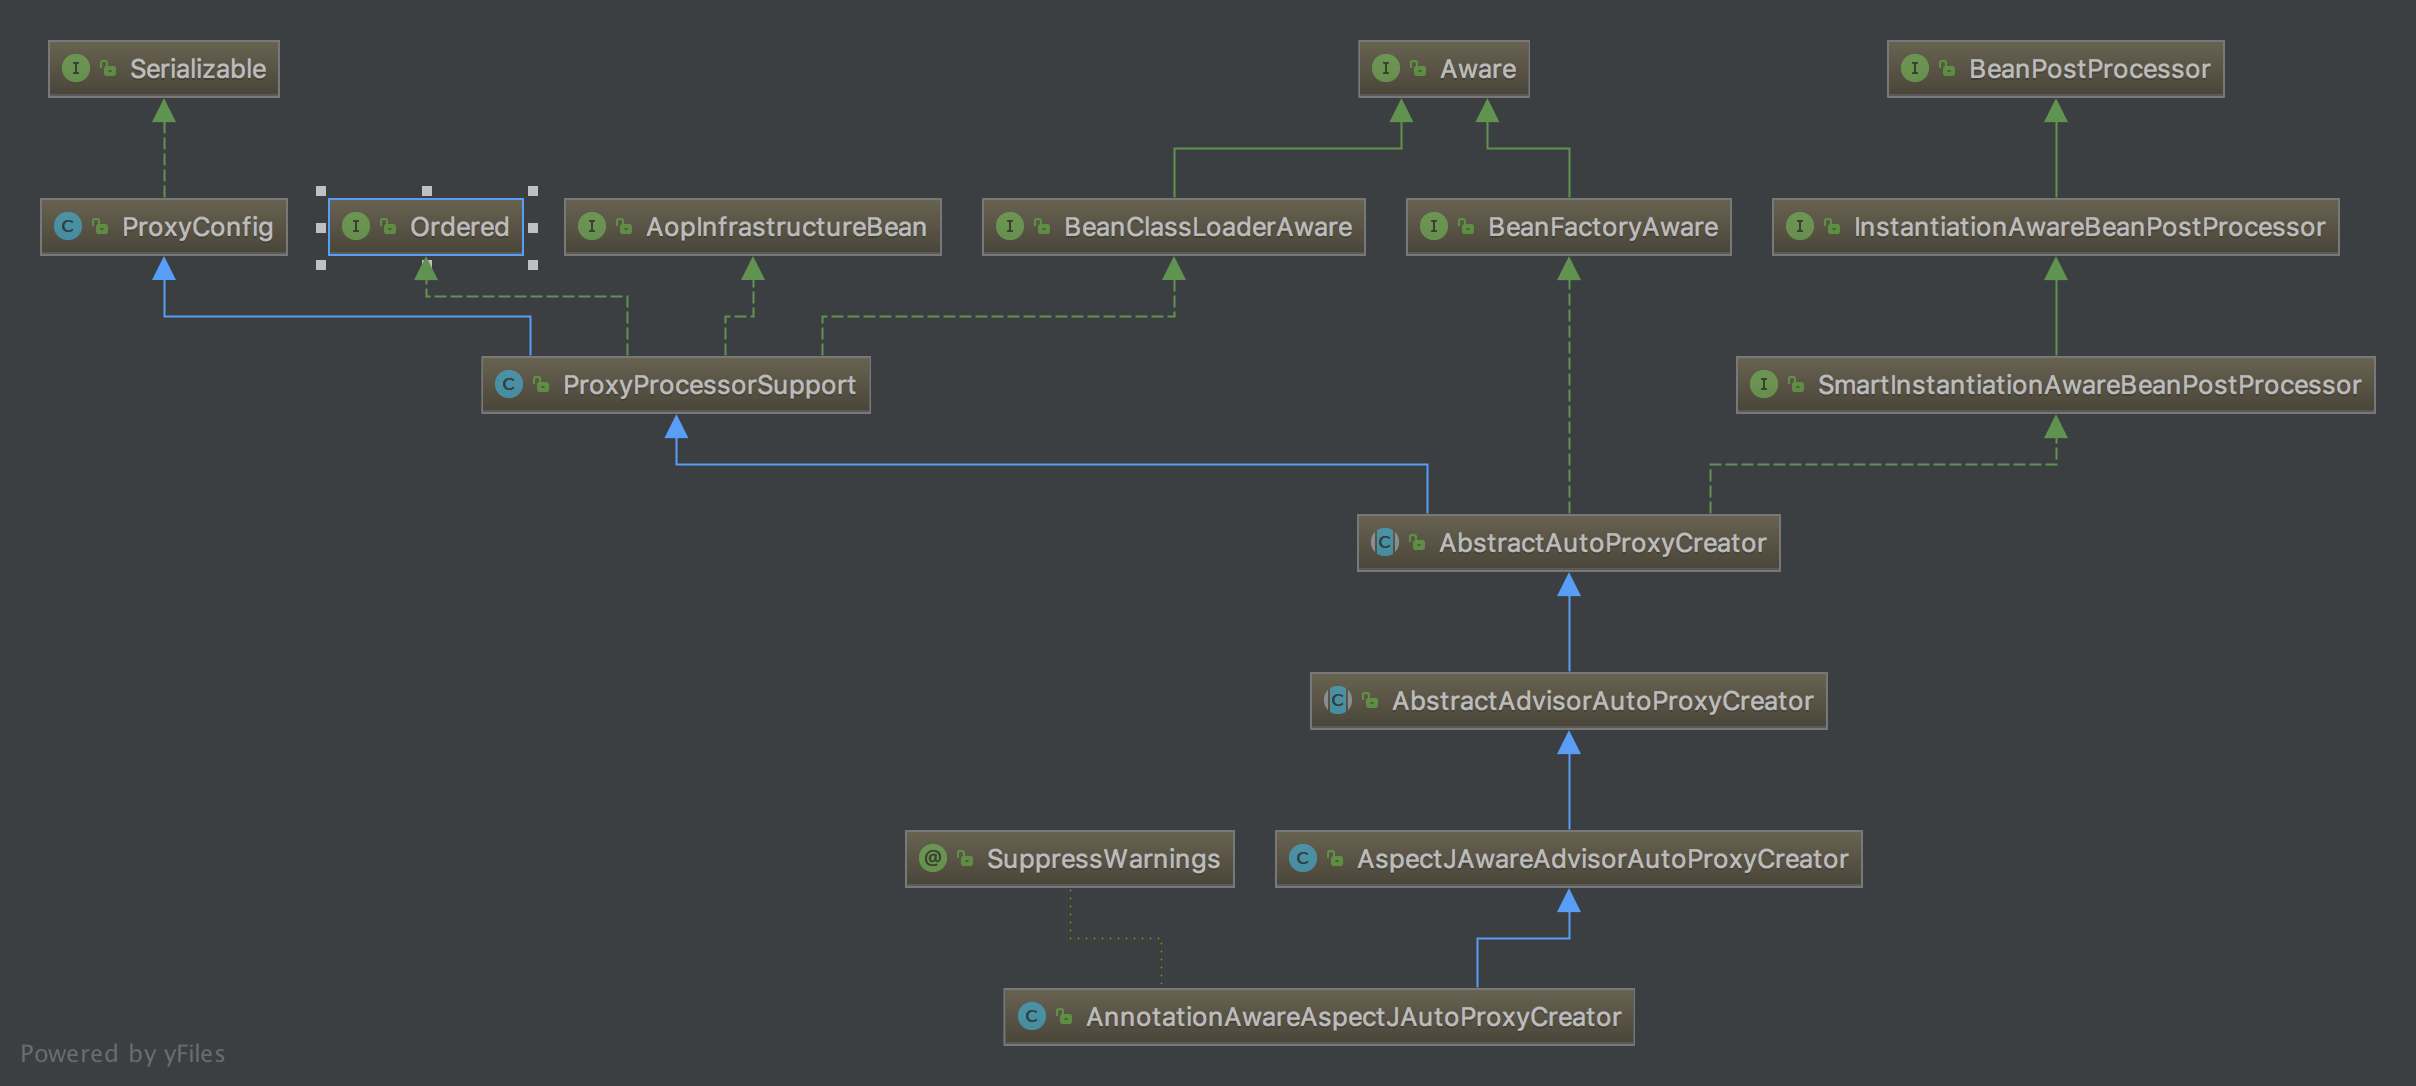 Serializable
Aware
BeanPostProcessor
ProxyConfig
Ordered
AopInfrastructureBean
BeanClassLoaderAware
BeanFactoryAware
InstantiationAwareBeanPostProcessor
ProxyProcessorSupport
SmartInstantiationAwareBeanPostProcessor
AbstractAutoProxyCreator
AbstractAdvisorAutoProxyCreator
SuppressWarnings
AspectJAwareAdvisorAutoProxyCreator
AnnotationAwareAspectJAutoProxyCreator
Powered by yFiles